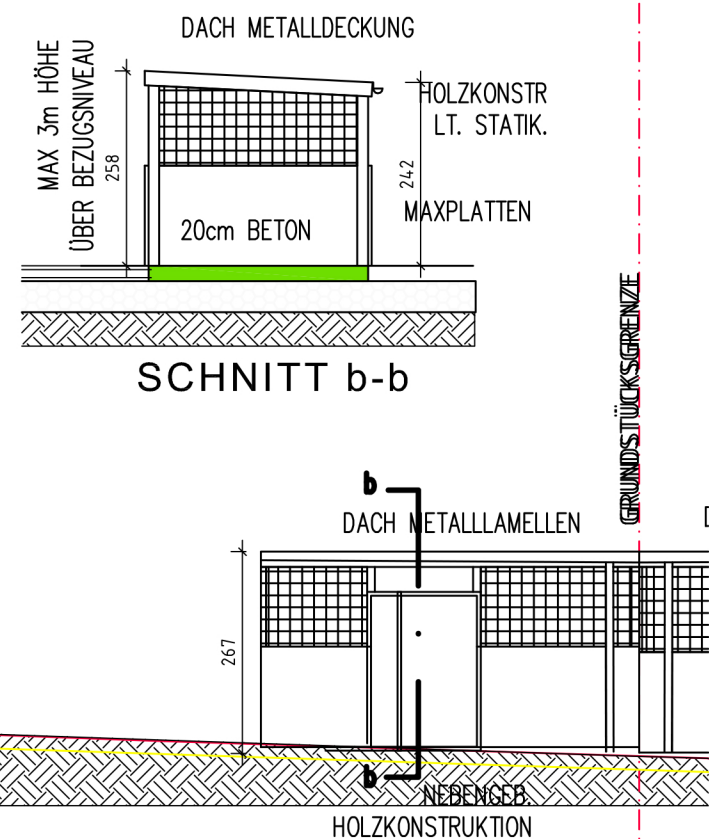 DACH METALLDECKUNG
MAX 3m HÖHE
ÜBER BEZUGSNIVEAU
258
HOLZKONSTR
LT. STATIK.
242
MAXPLATTEN
20cm BETON
SCHNITT b-b
GRUNDSTÜCKSGRENZE
b
DACH METALLLAMELLEN
267
b
NEBENGEB.
HOLZKONSTRUKTION